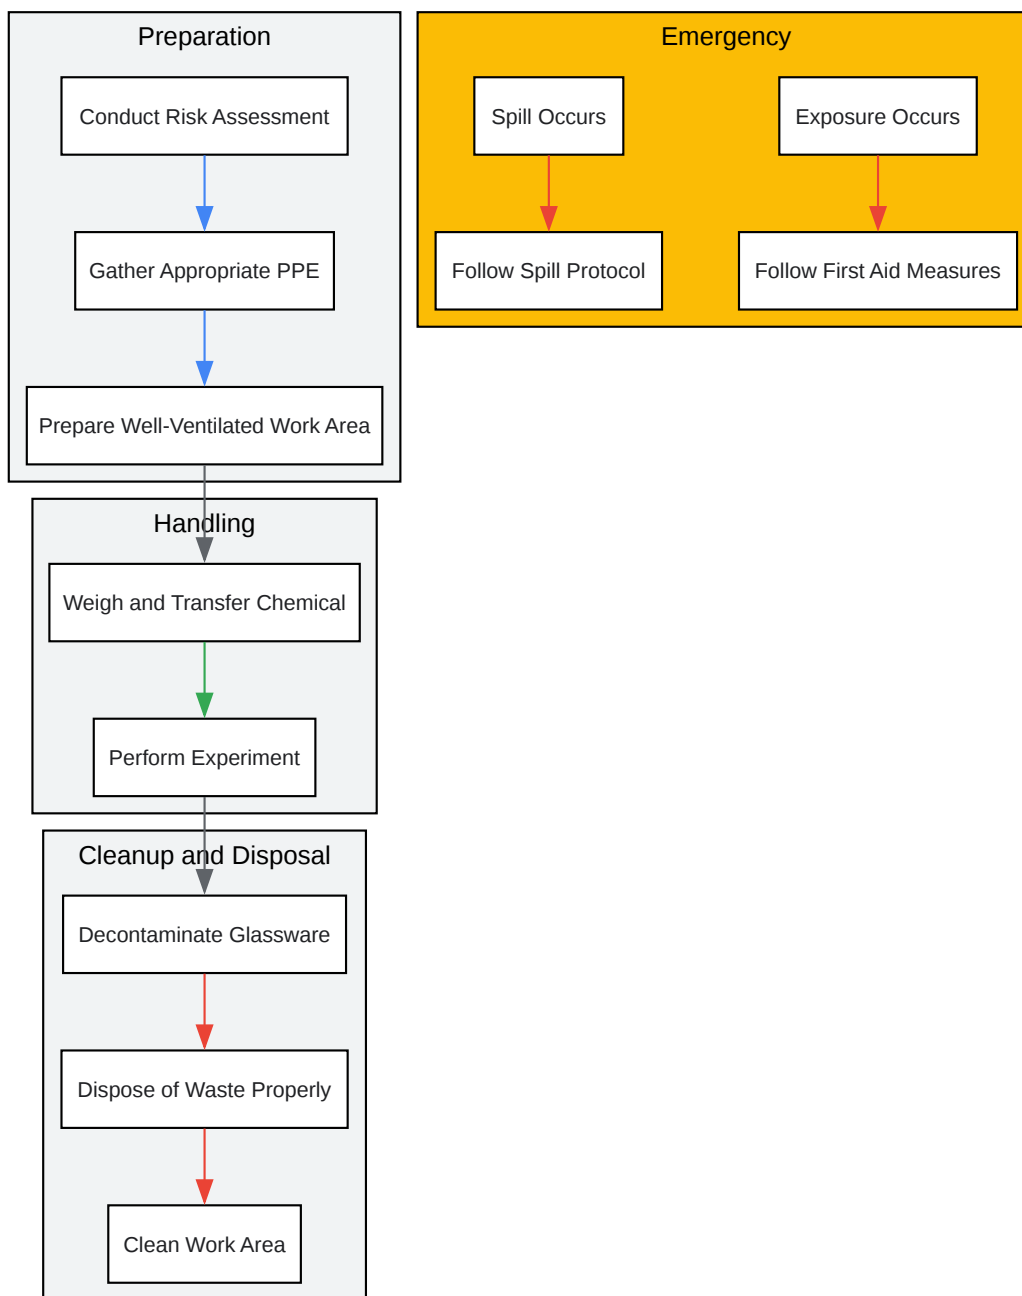 Preparation
Conduct Risk Assessment
Gather Appropriate PPE
Prepare Well-Ventilated Work Area
Handling
Weigh and Transfer Chemical
Perform Experiment
Cleanup and Disposal
Decontaminate Glassware
Dispose of Waste Properly
Clean Work Area
Emergency
Spill Occurs
Follow Spill Protocol
Exposure Occurs
Follow First Aid Measures